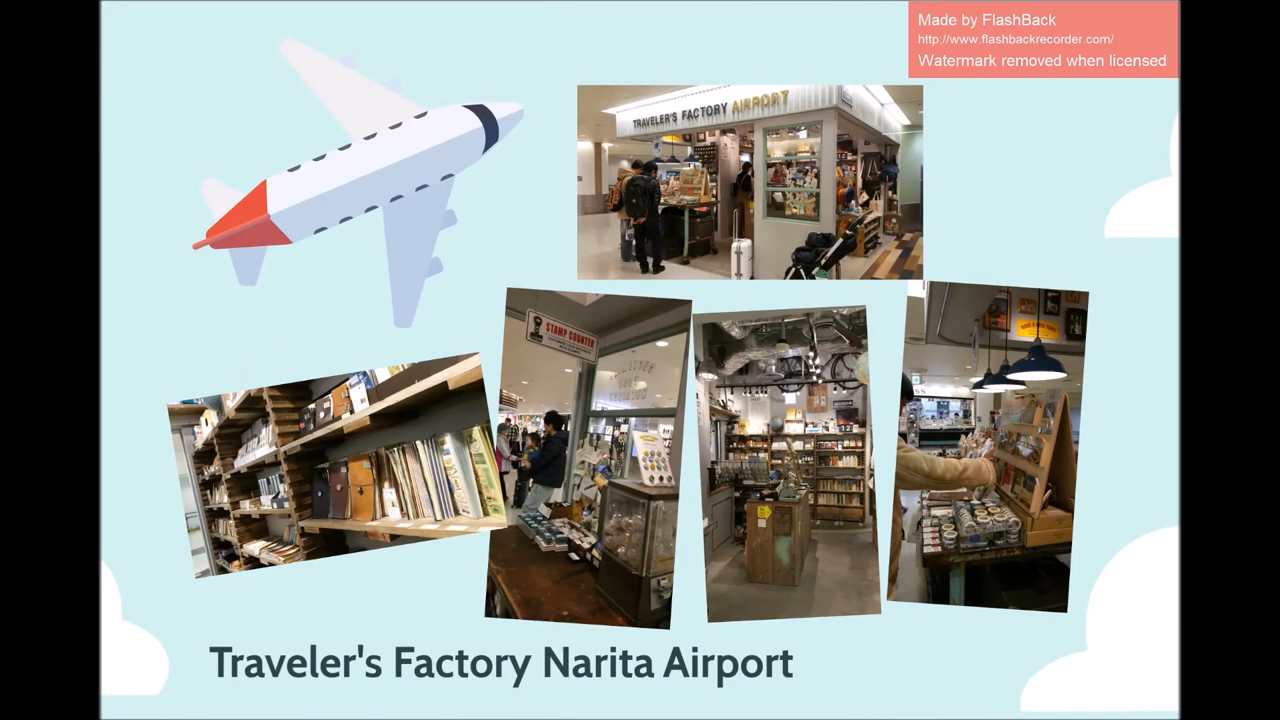 Made by FlashBack
http://www.flashbackrecorder.com/
Watermark removed when licensed
TRAVELER'S FACTORY AIRPORT
STAMP COUNTER
Traveler's Factory Narita Airport